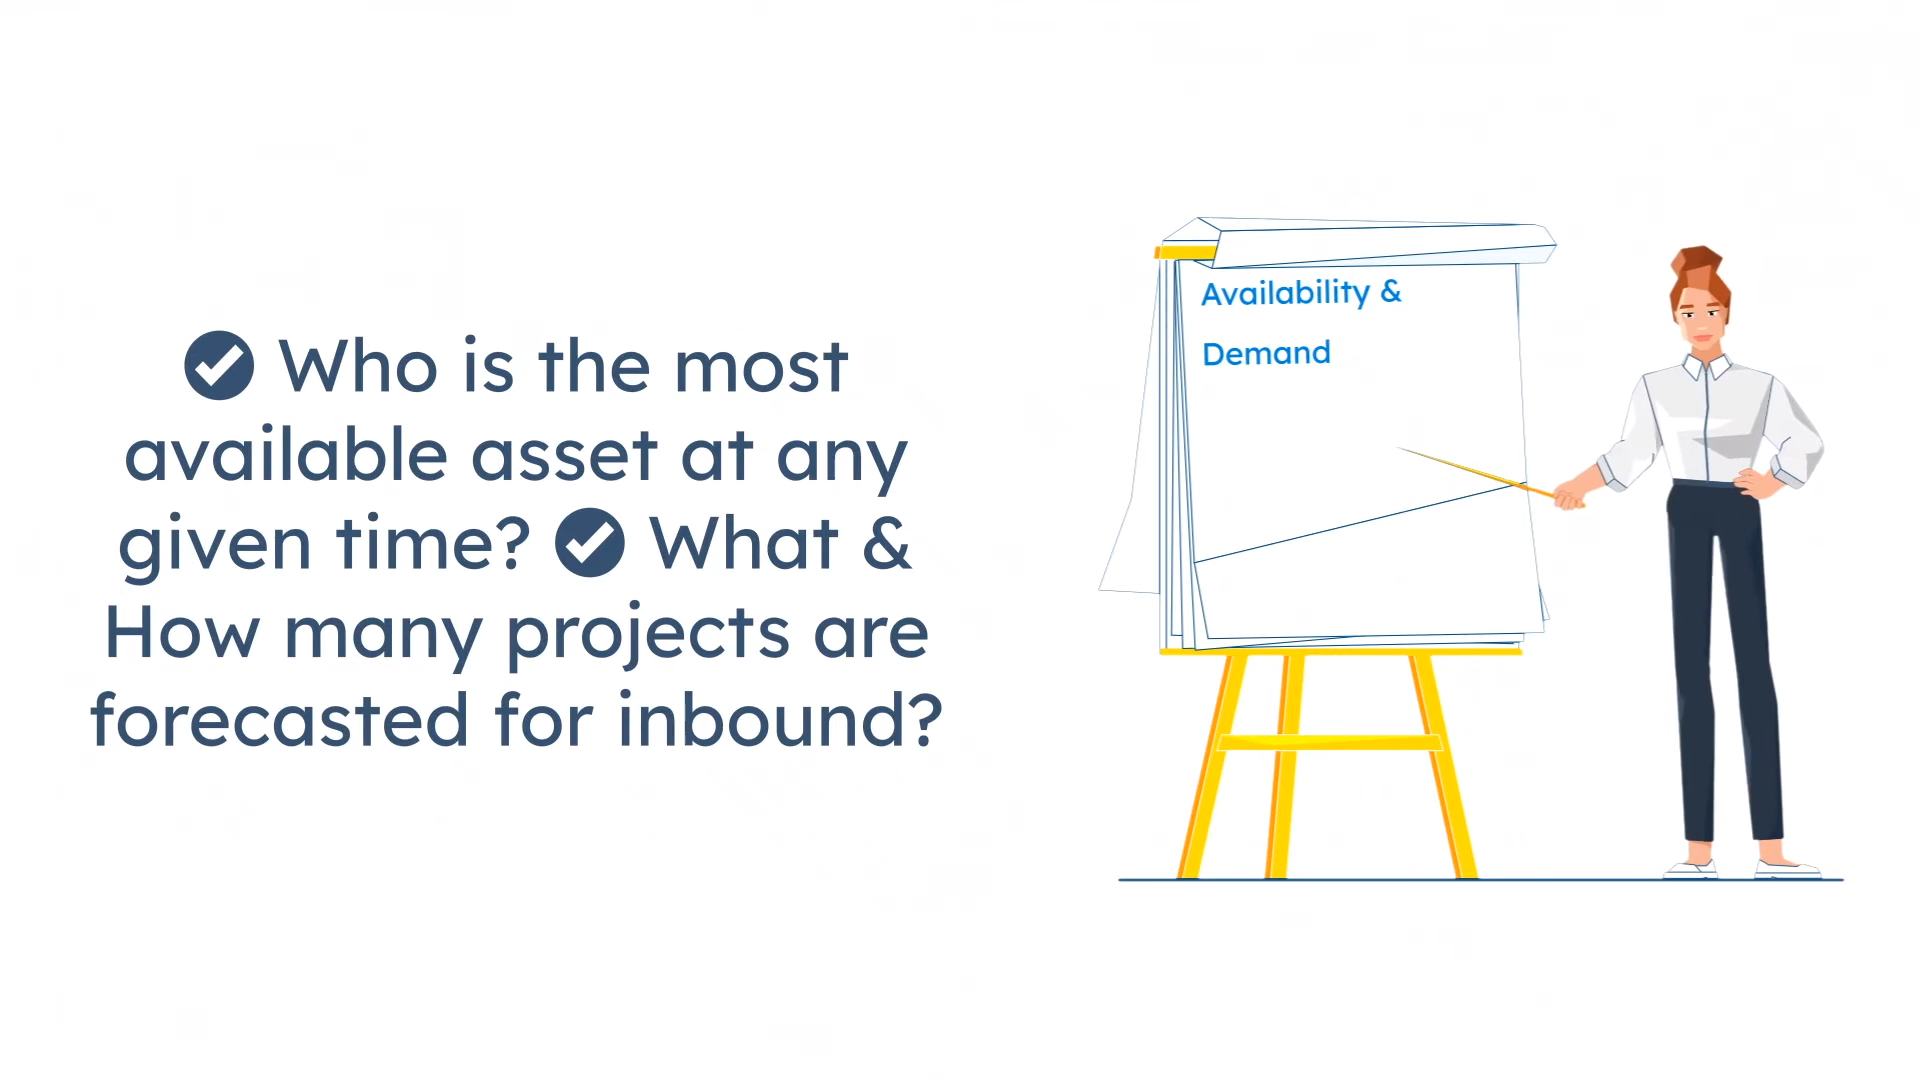 ✔ Who is the most
available asset at any
given time? ✔ What &
How many projects are
forecasted for inbound?
Availability &
Demand